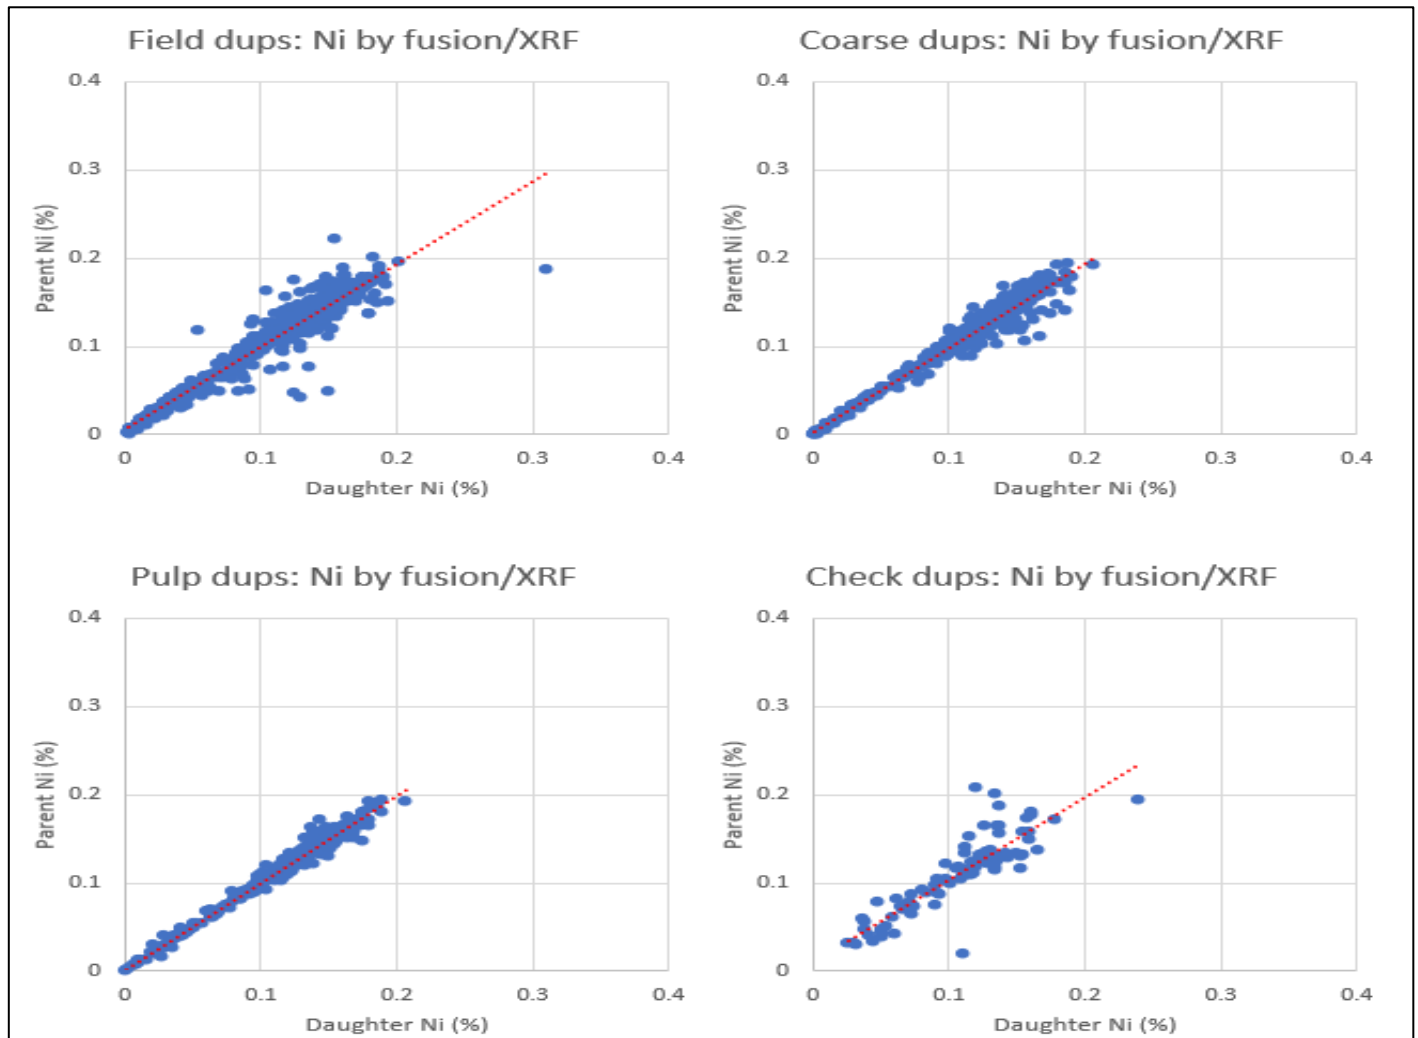 Field dups: Ni by fusion/XRF
0.4
0.3
0.2
0.1
0
Parent Ni (%)
0 0.1 0.2 0.3 0.4
Daughter Ni (%)
Coarse dups: Ni by fusion/XRF
0.4
0.3
0.2
0.1
0
Parent Ni (%)
0 0.1 0.2 0.3 0.4
Daughter Ni (%)
Pulp dups: Ni by fusion/XRF
0.4
0.3
0.2
0.1
0
Parent Ni (%)
0 0.1 0.2 0.3 0.4
Daughter Ni (%)
Check dups: Ni by fusion/XRF
0.4
0.3
0.2
0.1
0
Parent Ni (%)
0 0.1 0.2 0.3 0.4
Daughter Ni (%)